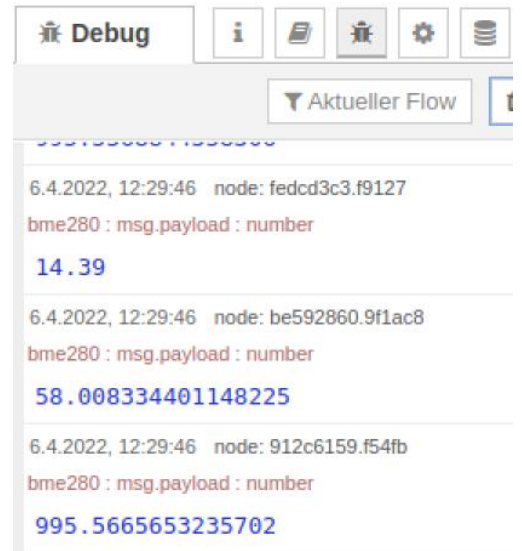 Debug
i
Aktueller Flow
6.4.2022, 12:29:46 node: fedcd3c3.f9127
bme280 : msg.payload : number
14.39
6.4.2022, 12:29:46 node: be592860.9f1ac8
bme280 : msg.payload : number
58.008334401148225
6.4.2022, 12:29:46 node: 912c6159.f54fb
bme280 : msg.payload : number
995.5665653235702